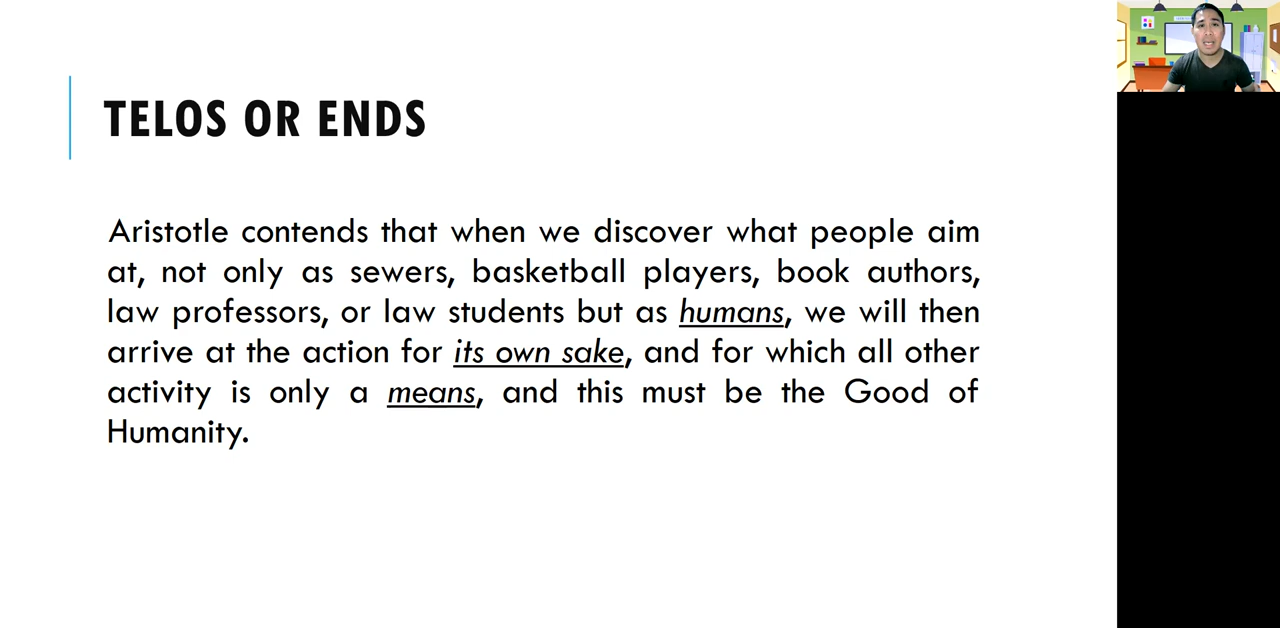 TELOS OR ENDS
Aristotle contends that when we discover what people aim
at, not only as sewers, basketball players, book authors,
law professors, or law students but as humans, we will then
arrive at the action for its own sake, and for which all other
activity is only a means, and this must be the Good of
Humanity.